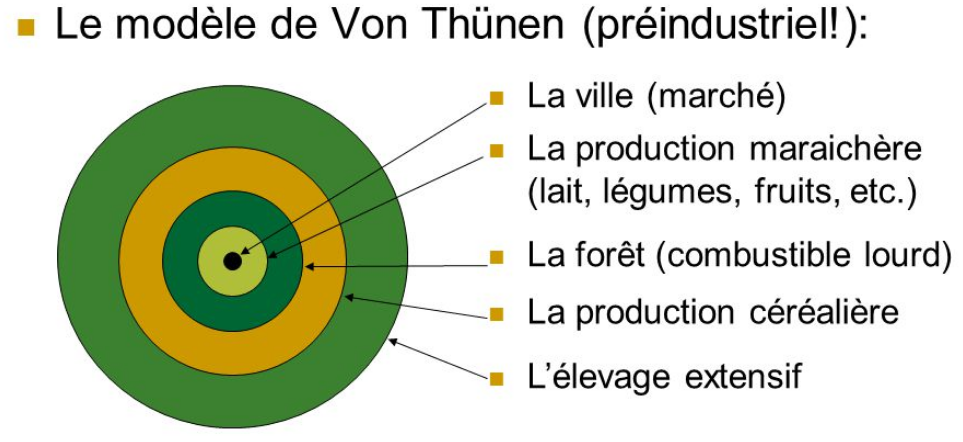 Le modèle de Von Thünen (préindustriel!):
La ville (marché)
La production maraichère
(lait, légumes, fruits, etc.)
La forêt (combustible lourd)
La production céréalière
L’élevage extensif